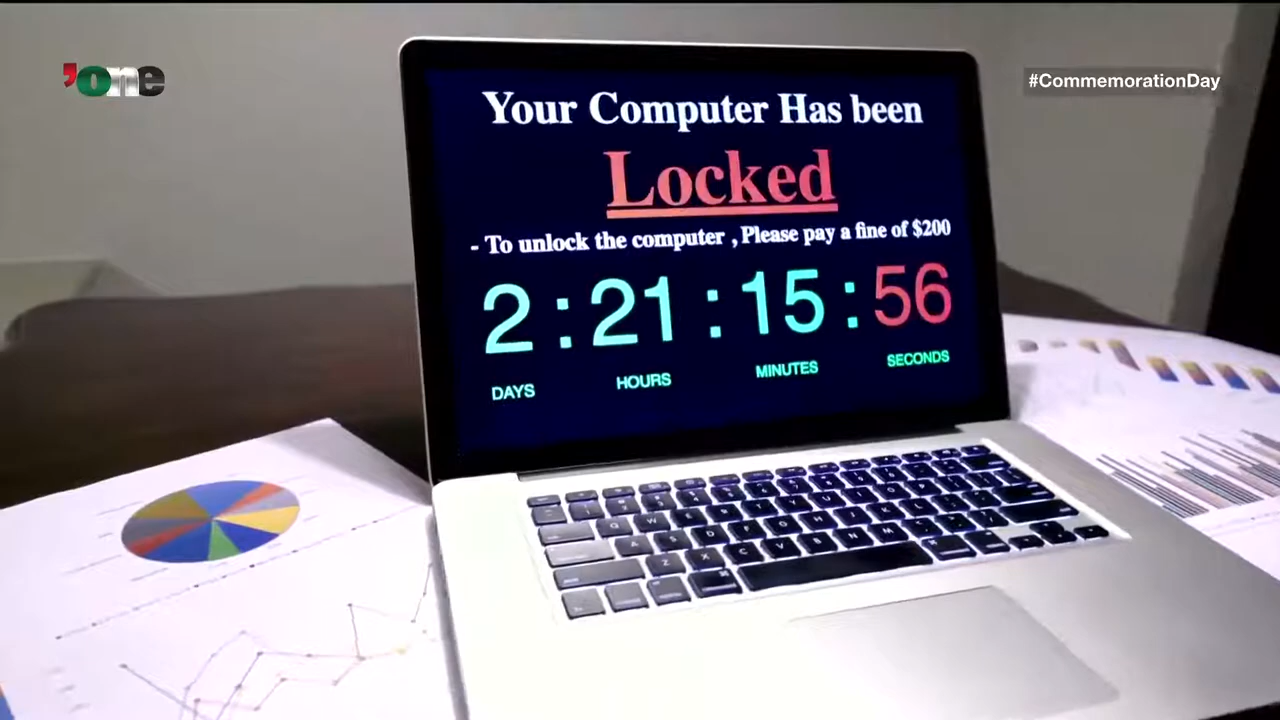 'one
#CommemorationDay
Your Computer Has been
Locked
- To unlock the computer , Please pay a fine of $200
2 : 21 : 15 : 56
DAYS HOURS MINUTES SECONDS
Q W E R T Y U I O P
A S D F G H J K L
Z X C V B N M